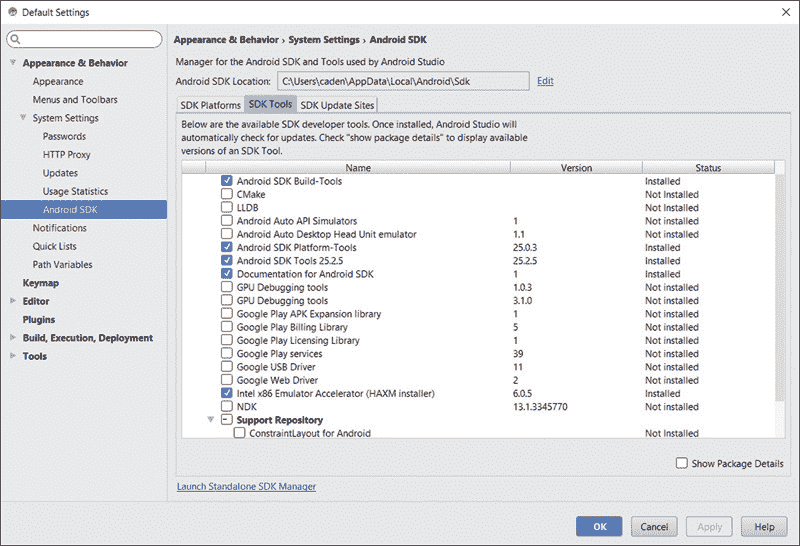 Default Settings
Appearance & Behavior
Appearance
Menus and Toolbars
System Settings
Passwords
HTTP Proxy
Updates
Usage Statistics
Android SDK
Notifications
Quick Lists
Path Variables
Keymap
Editor
Plugins
Build, Execution, Deployment
Tools
Appearance & Behavior › System Settings › Android SDK
Manager for the Android SDK and Tools used by Android Studio
Android SDK Location: C:\Users\caden\AppData\Local\Android\Sdk Edit
SDK Platforms SDK Tools SDK Update Sites
Below are the available SDK developer tools. Once installed, Android Studio will
automatically check for updates. Check "show package details" to display available
versions of an SDK Tool.
Name Version Status
Android SDK Build-Tools Installed
CMake Not Installed
LLDB Not Installed
Android Auto API Simulators 1 Not installed
Android Auto Desktop Head Unit emulator 1.1 Not installed
Android SDK Platform-Tools 25.0.3 Installed
Android SDK Tools 25.2.5 25.2.5 Installed
Documentation for Android SDK 1 Installed
GPU Debugging tools 1.0.3 Not installed
GPU Debugging tools 3.1.0 Not installed
Google Play APK Expansion library 1 Not installed
Google Play Billing Library 5 Not installed
Google Play Licensing Library 1 Not installed
Google Play services 39 Not installed
Google USB Driver 11 Not installed
Google Web Driver 2 Not installed
Intel x86 Emulator Accelerator (HAXM installer) 6.0.5 Installed
NDK 13.1.3345770 Not installed
Support Repository
ConstraintLayout for Android Not Installed
Show Package Details
Launch Standalone SDK Manager
OK Cancel Apply Help